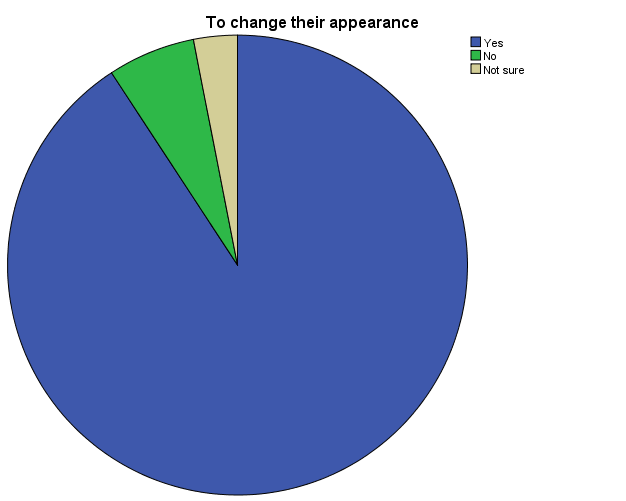 To change their appearance
Yes
No
Not sure